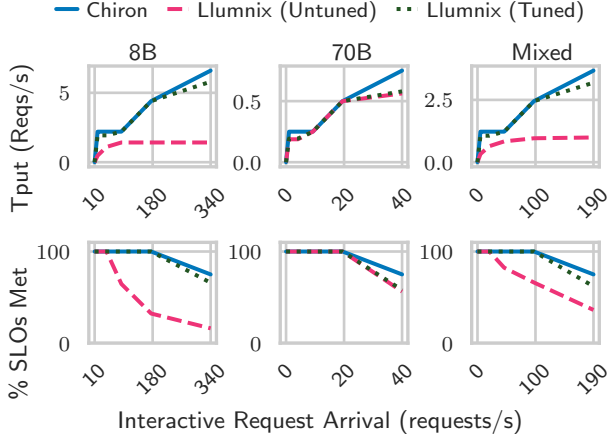 Chiron Llumnix (Untuned) Llumnix (Tuned)
8B 70B Mixed
Tput (Reqs/s)
5
0
0.5
0.0
2.5
0.0
10 180 340
0 20 40
0 100 190
% SLOs Met
100
0
100
0
100
0
10 180 340
0 20 40
0 100 190
Interactive Request Arrival (requests/s)